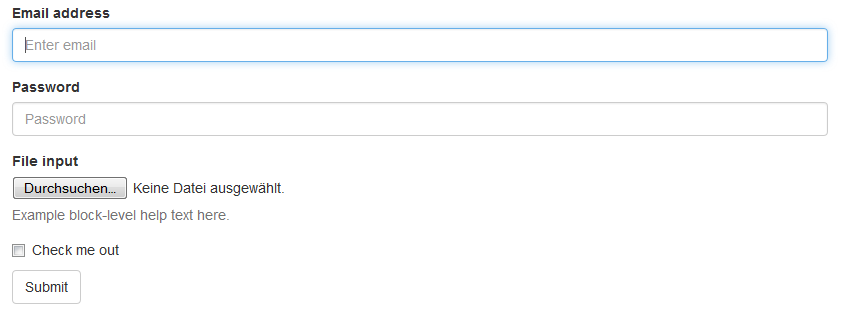 Email address
Enter email
Password
Password
File input
Durchsuchen... Keine Datei ausgewählt.
Example block-level help text here.
Check me out
Submit